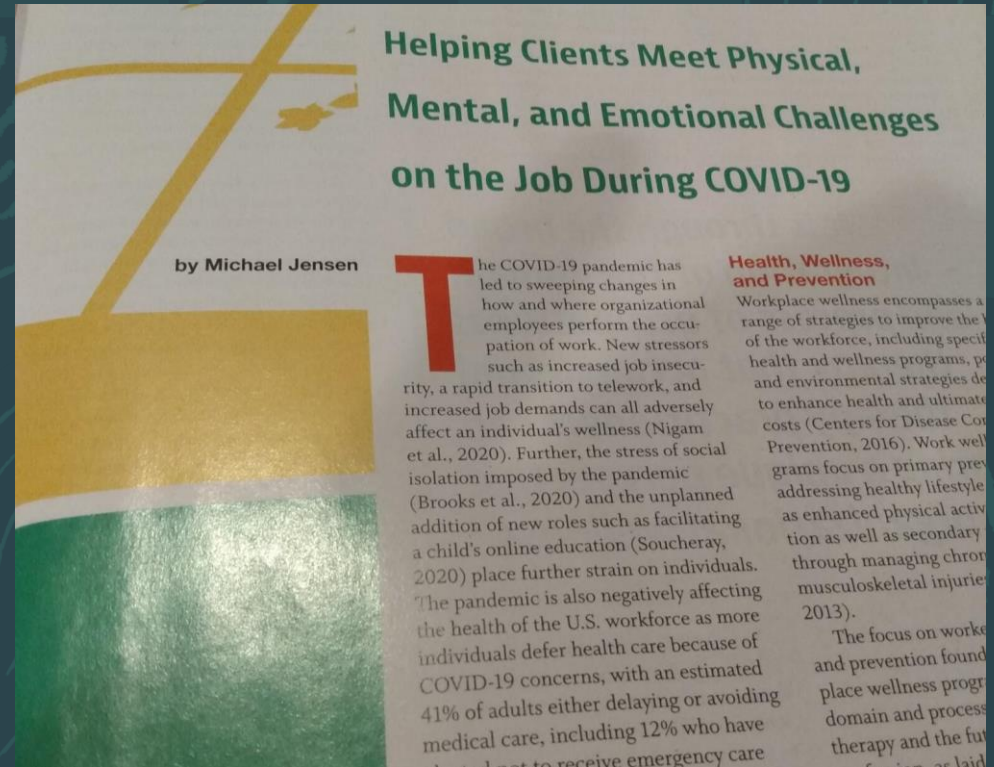 Helping Clients Meet Physical,
Mental, and Emotional Challenges
on the Job During COVID-19
by Michael Jensen
The COVID-19 pandemic has
led to sweeping changes in
how and where organizational
employees perform the occu-
pation of work. New stressors
such as increased job insecu-
rity, a rapid transition to telework, and
increased job demands can all adversely
affect an individual's wellness (Nigam
et al., 2020). Further, the stress of social
isolation imposed by the pandemic
(Brooks et al., 2020) and the unplanned
addition of new roles such as facilitating
a child's online education (Soucheray,
2020) place further strain on individuals.
The pandemic is also negatively affecting
the health of the U.S. workforce as more
individuals defer health care because of
COVID-19 concerns, with an estimated
41% of adults either delaying or avoiding
medical care, including 12% who have
to receive emergency care
Health, Wellness,
and Prevention
Workplace wellness encompasses a
range of strategies to improve the
of the workforce, including
health and wellness programs,
and environmental strategies
to enhance health and
costs (Centers for Disease
Prevention, 2016). Work
grams focus on primary
addressing healthy lifestyle
as enhanced physical
tion as well as secondary
through managing
musculoskeletal
2013).
The focus on
and prevention
place wellness
domain and process
therapy and the